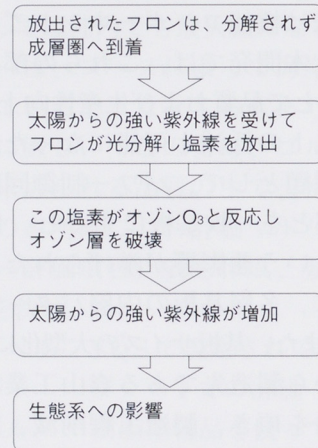 放出されたフロンは、分解されず
成層圏へ到着
太陽からの強い紫外線を受けて
フロンが光分解し塩素を放出
この塩素がオゾンO₃と反応し
オゾン層を破壊
太陽からの強い紫外線が増加
生態系への影響